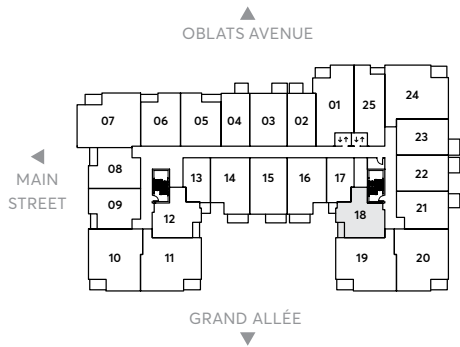 OBLATS AVENUE
01 25 24
07 06 05 04 03 02
23
MAIN
STREET
08 13 14 15 16 17 22
09 12 18 21
10 11 19 20
GRAND ALLÉE